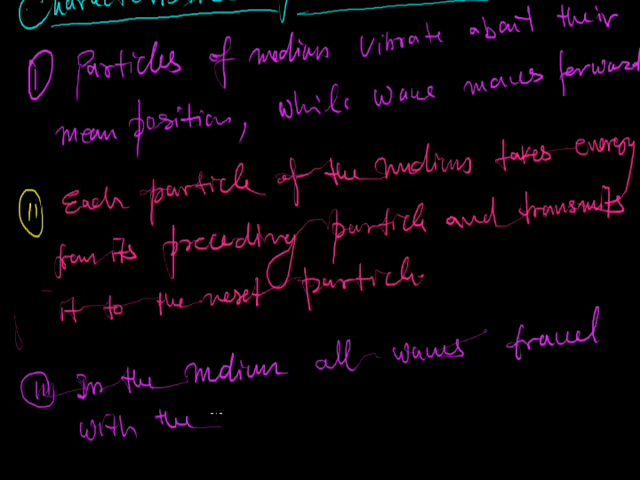 Characteristics
(I) Particles of medium vibrate about their
mean position, while wave moves forward
(II) Each particle of the medium takes energy
from its preceding particle and transmits
it to the next particle.
(III) In the medium all waves travel
with the